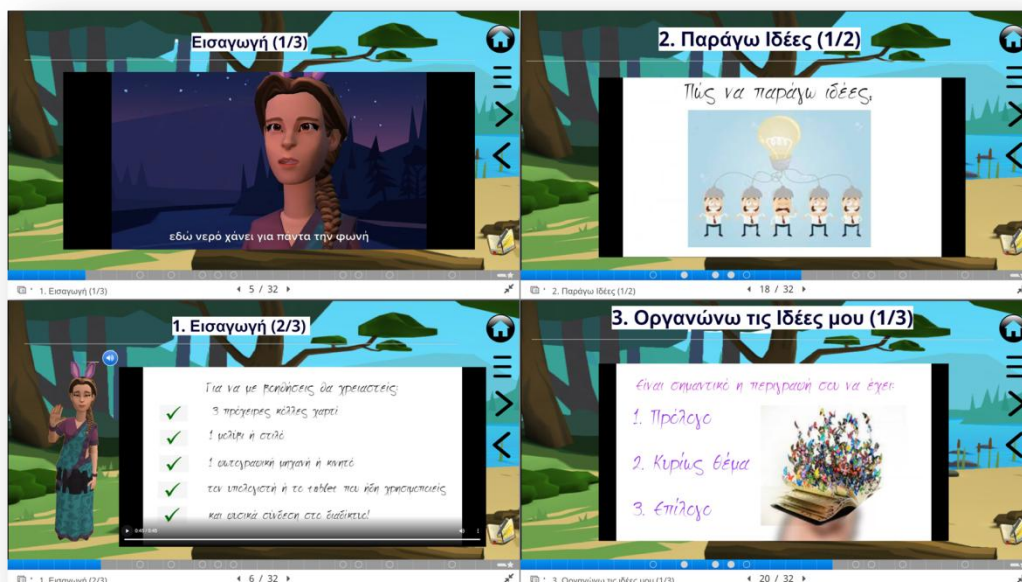 Εισαγωγή (1/3)
εδώ νερό χάνει για πάντα την φωνή
1. Εισαγωγή (1/3)
5 / 32
2. Παράγω Ιδέες (1/2)
Πώς να παράγω ιδέες;
2. Παράγω Ιδέες (1/2)
18 / 32
1. Εισαγωγή (2/3)
Για να με βοηθήσεις θα χρειαστείς:
3 πρόχειρες κόλλες χαρτί
1 μολύβι ή στιλό
1 φωτογραφική μηχανή ή κινητό
τον υπολογιστή ή το tablet που ήδη χρησιμοποιείς
και φυσικά σύνδεση στο διαδίκτυο!
0:45 / 0:45
1. Εισαγωγή (2/3)
6 / 32
3. Οργανώνω τις Ιδέες μου (1/3)
Είναι σημαντικό η περιγραφή σου να έχει:
1. Πρόλογο
2. Κυρίως θέμα
3. Επίλογο
3. Οργανώνω τις ιδέες μου (1/3)
20 / 32